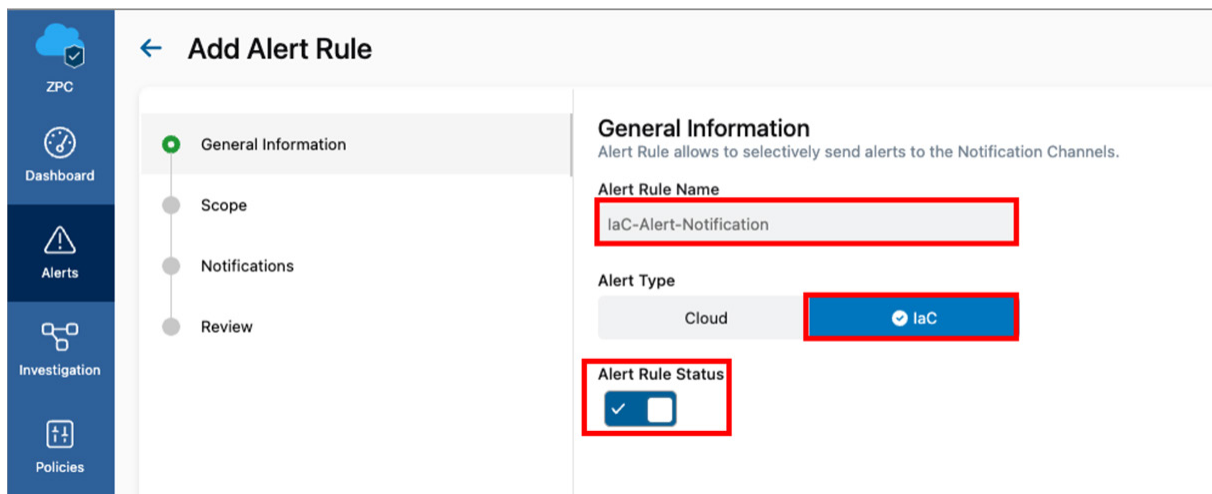 ZPC
Dashboard
Alerts
Investigation
Policies
Add Alert Rule
General Information
Scope
Notifications
Review
General Information
Alert Rule allows to selectively send alerts to the Notification Channels.
Alert Rule Name
IaC-Alert-Notification
Alert Type
Cloud
IaC
Alert Rule Status